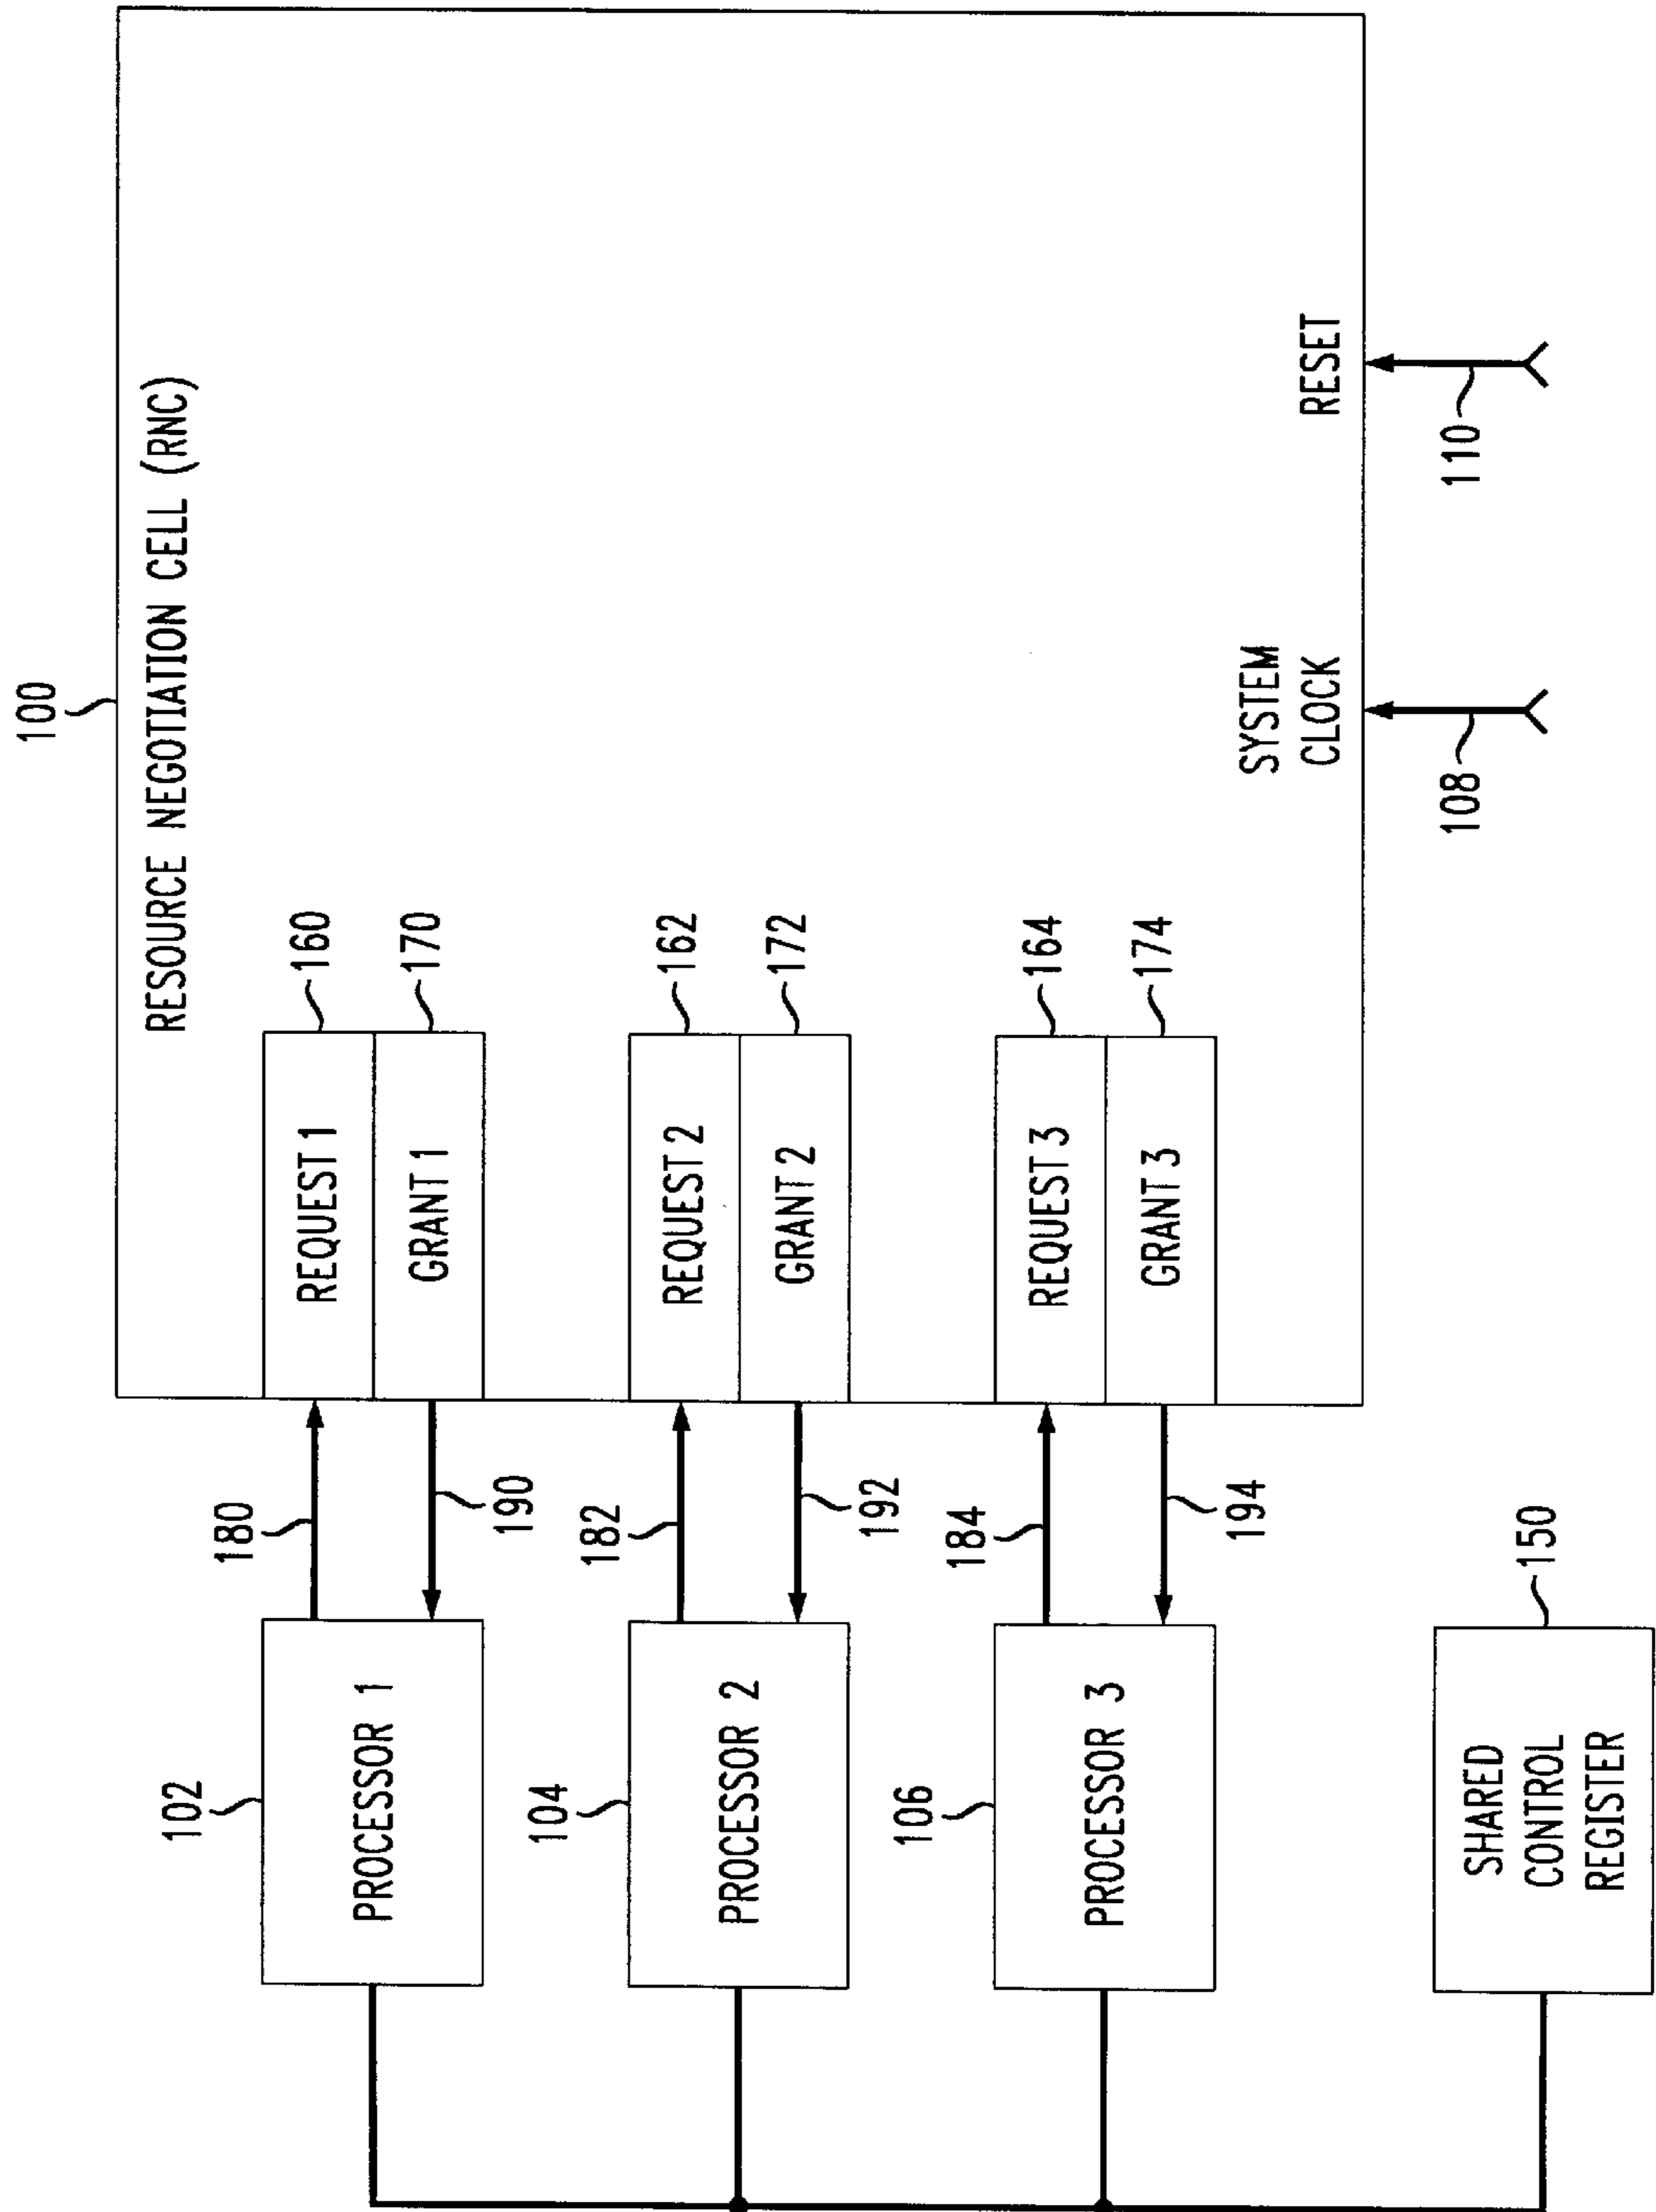 100
RESOURCE NEGOTIATION CELL (RNC)
102
PROCESSOR 1
180
190
REQUEST 1
160
GRANT 1
170
104
PROCESSOR 2
182
192
REQUEST 2
162
GRANT 2
172
106
PROCESSOR 3
184
194
REQUEST 3
164
GRANT 3
174
SYSTEM
CLOCK
RESET
108
110
SHARED
CONTROL
REGISTER
150